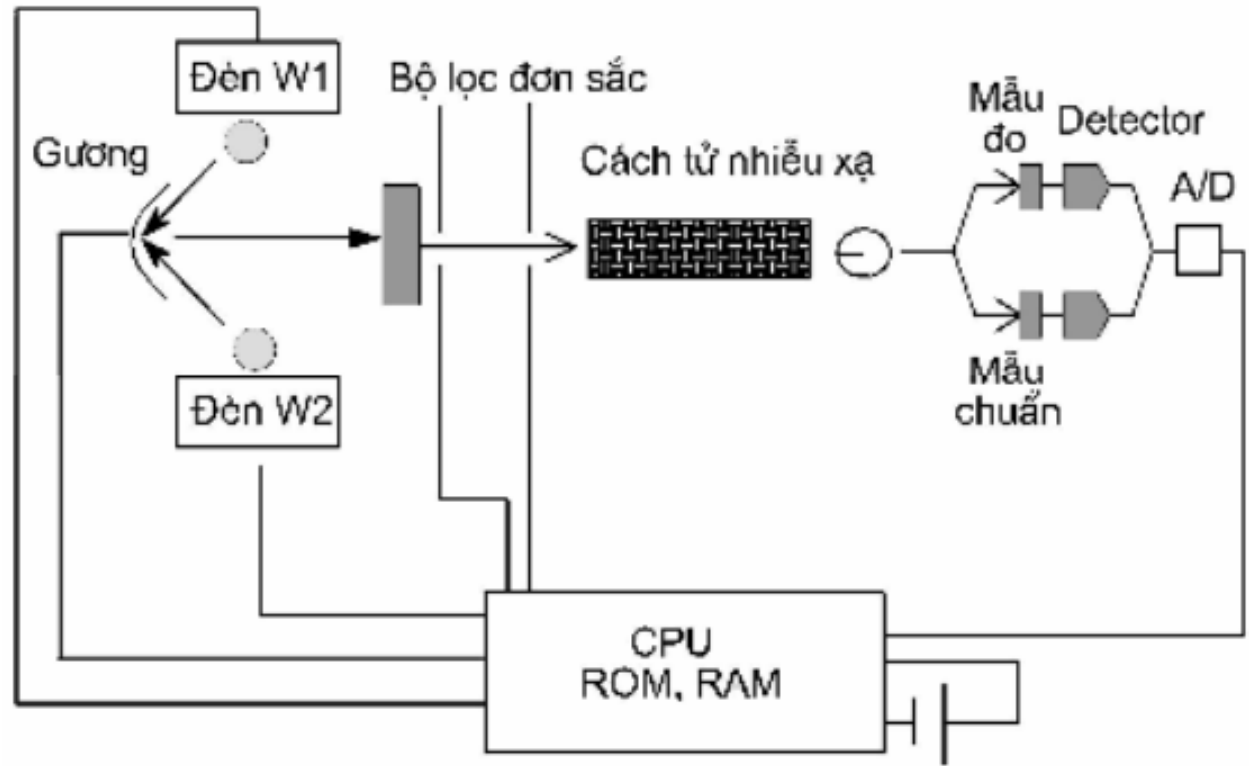 Đèn W1
Bộ lọc đơn sắc
Gương
Cách tử nhiễu xạ
Mẫu
đo
Detector
A/D
Đèn W2
Mẫu
chuẩn
CPU
ROM, RAM